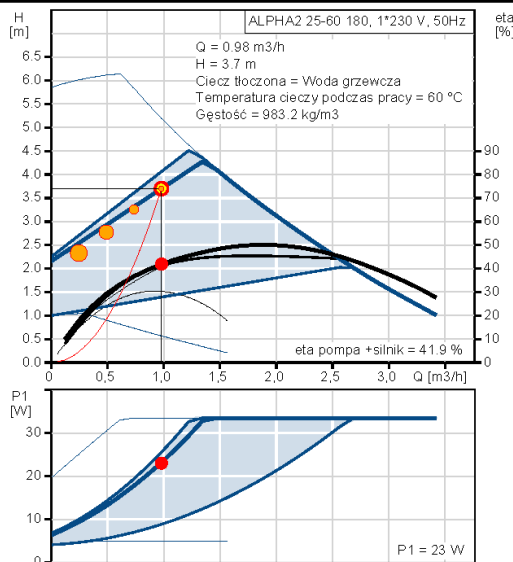 H
[m]
ALPHA2 25-60 180, 1*230 V, 50Hz
eta
[%]
Q = 0.98 m3/h
H = 3.7 m
Ciecz tłoczona = Woda grzewcza
Temperatura cieczy podczas pracy = 60 °C
Gęstość = 983.2 kg/m3
6.5
6.0
5.5
5.0
4.5
4.0
3.5
3.0
2.5
2.0
1.5
1.0
0.5
0.0
90
80
70
60
50
40
30
20
10
0
eta pompa +silnik = 41.9 %
0 0,5 1,0 1,5 2,0 2,5 Q [m3/h]
P1
[W]
30
20
10
0
P1 = 23 W